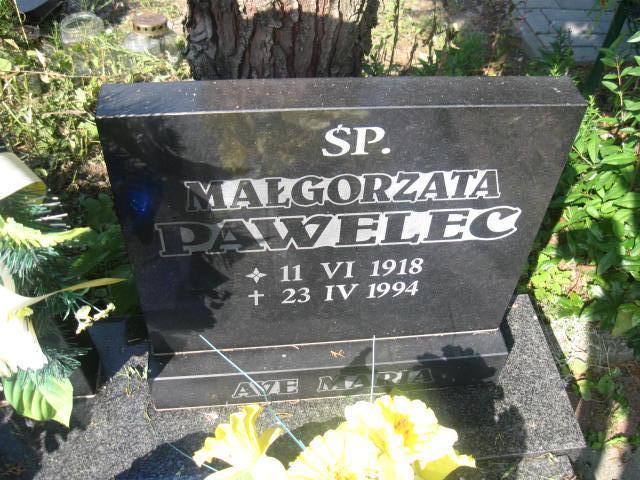 ŚP.
MAŁGORZATA
PAWELEC
✧ 11 VI 1918
✝ 23 IV 1994
AVE MARIA